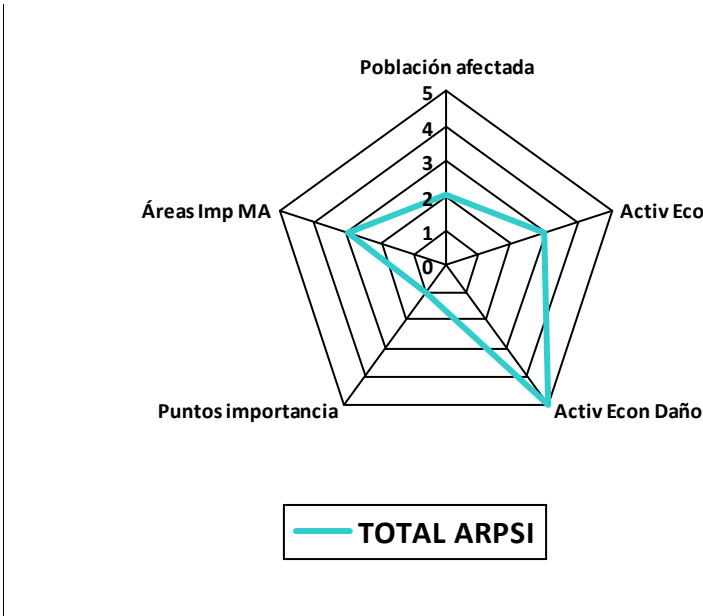 Población afectada
5
4
3
2
1
0
Áreas Imp MA
Activ Eco
Puntos importancia
Activ Econ Daño
TOTAL ARPSI